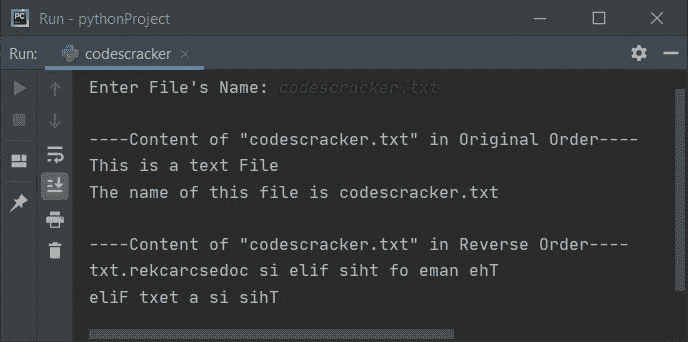 PC
Run - pythonProject
Run: codescracker
Enter File's Name: codescracker.txt
----Content of "codescracker.txt" in Original Order----
This is a text File
The name of this file is codescracker.txt
----Content of "codescracker.txt" in Reverse Order----
txt.rekcarcsedoc si elif siht fo eman ehT
eliF txet a si sihT